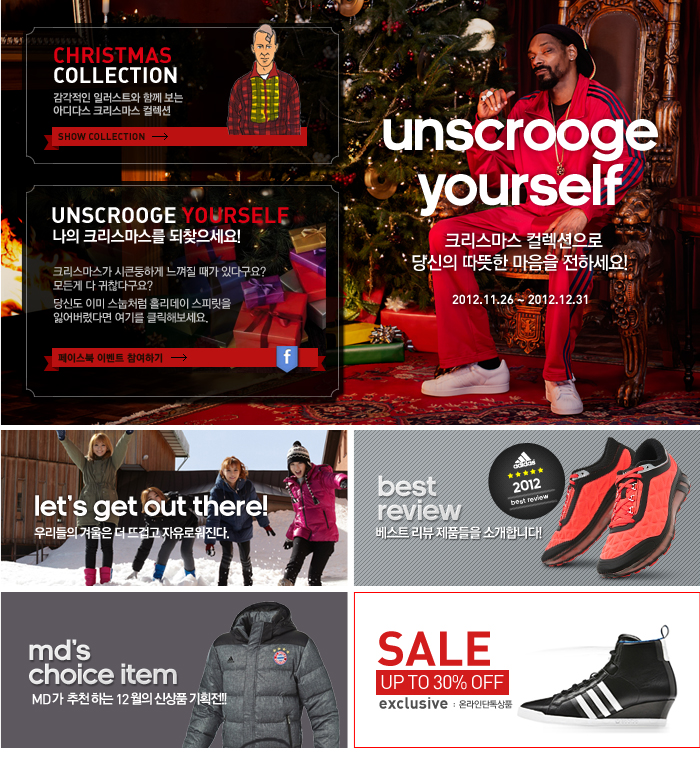 CHRISTMAS
COLLECTION
감각적인 일러스트와 함께 보는
아디다스 크리스마스 컬렉션
SHOW COLLECTION
UNSCROOGE YOURSELF
나의 크리스마스를 되찾으세요!
크리스마스가 시큰둥하게 느껴질 때가 있다구요?
모든게 다 귀찮다구요?
당신도 이미 스눕처럼 홀리데이 스피릿을
잃어버렸다면 여기를 클릭해보세요.
페이스북 이벤트 참여하기
f
unscrooge
yourself
크리스마스 컬렉션으로
당신의 따뜻한 마음을 전하세요!
2012.11.26 ~ 2012.12.31
let's get out there!
우리들의 겨울은 더 뜨겁고 자유로워진다.
best
review
베스트 리뷰 제품들을 소개합니다!
adidas
2012
best review
md's
choice item
MD가 추천 하는 12월의 신상품 기획전!!
SALE
UP TO 30% OFF
exclusive : 온라인단독상품